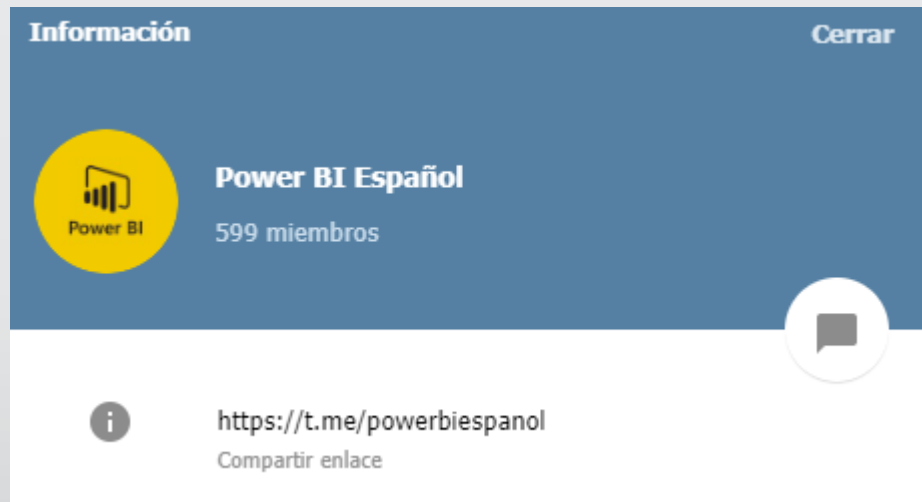 Información
Cerrar
Power BI
Power BI Español
599 miembros
https://t.me/powerbiespanol
Compartir enlace